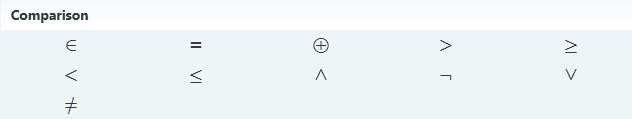 Comparison
∈ = ⊕ > ≥
< ≤ ∧ ¬ ∨
≠